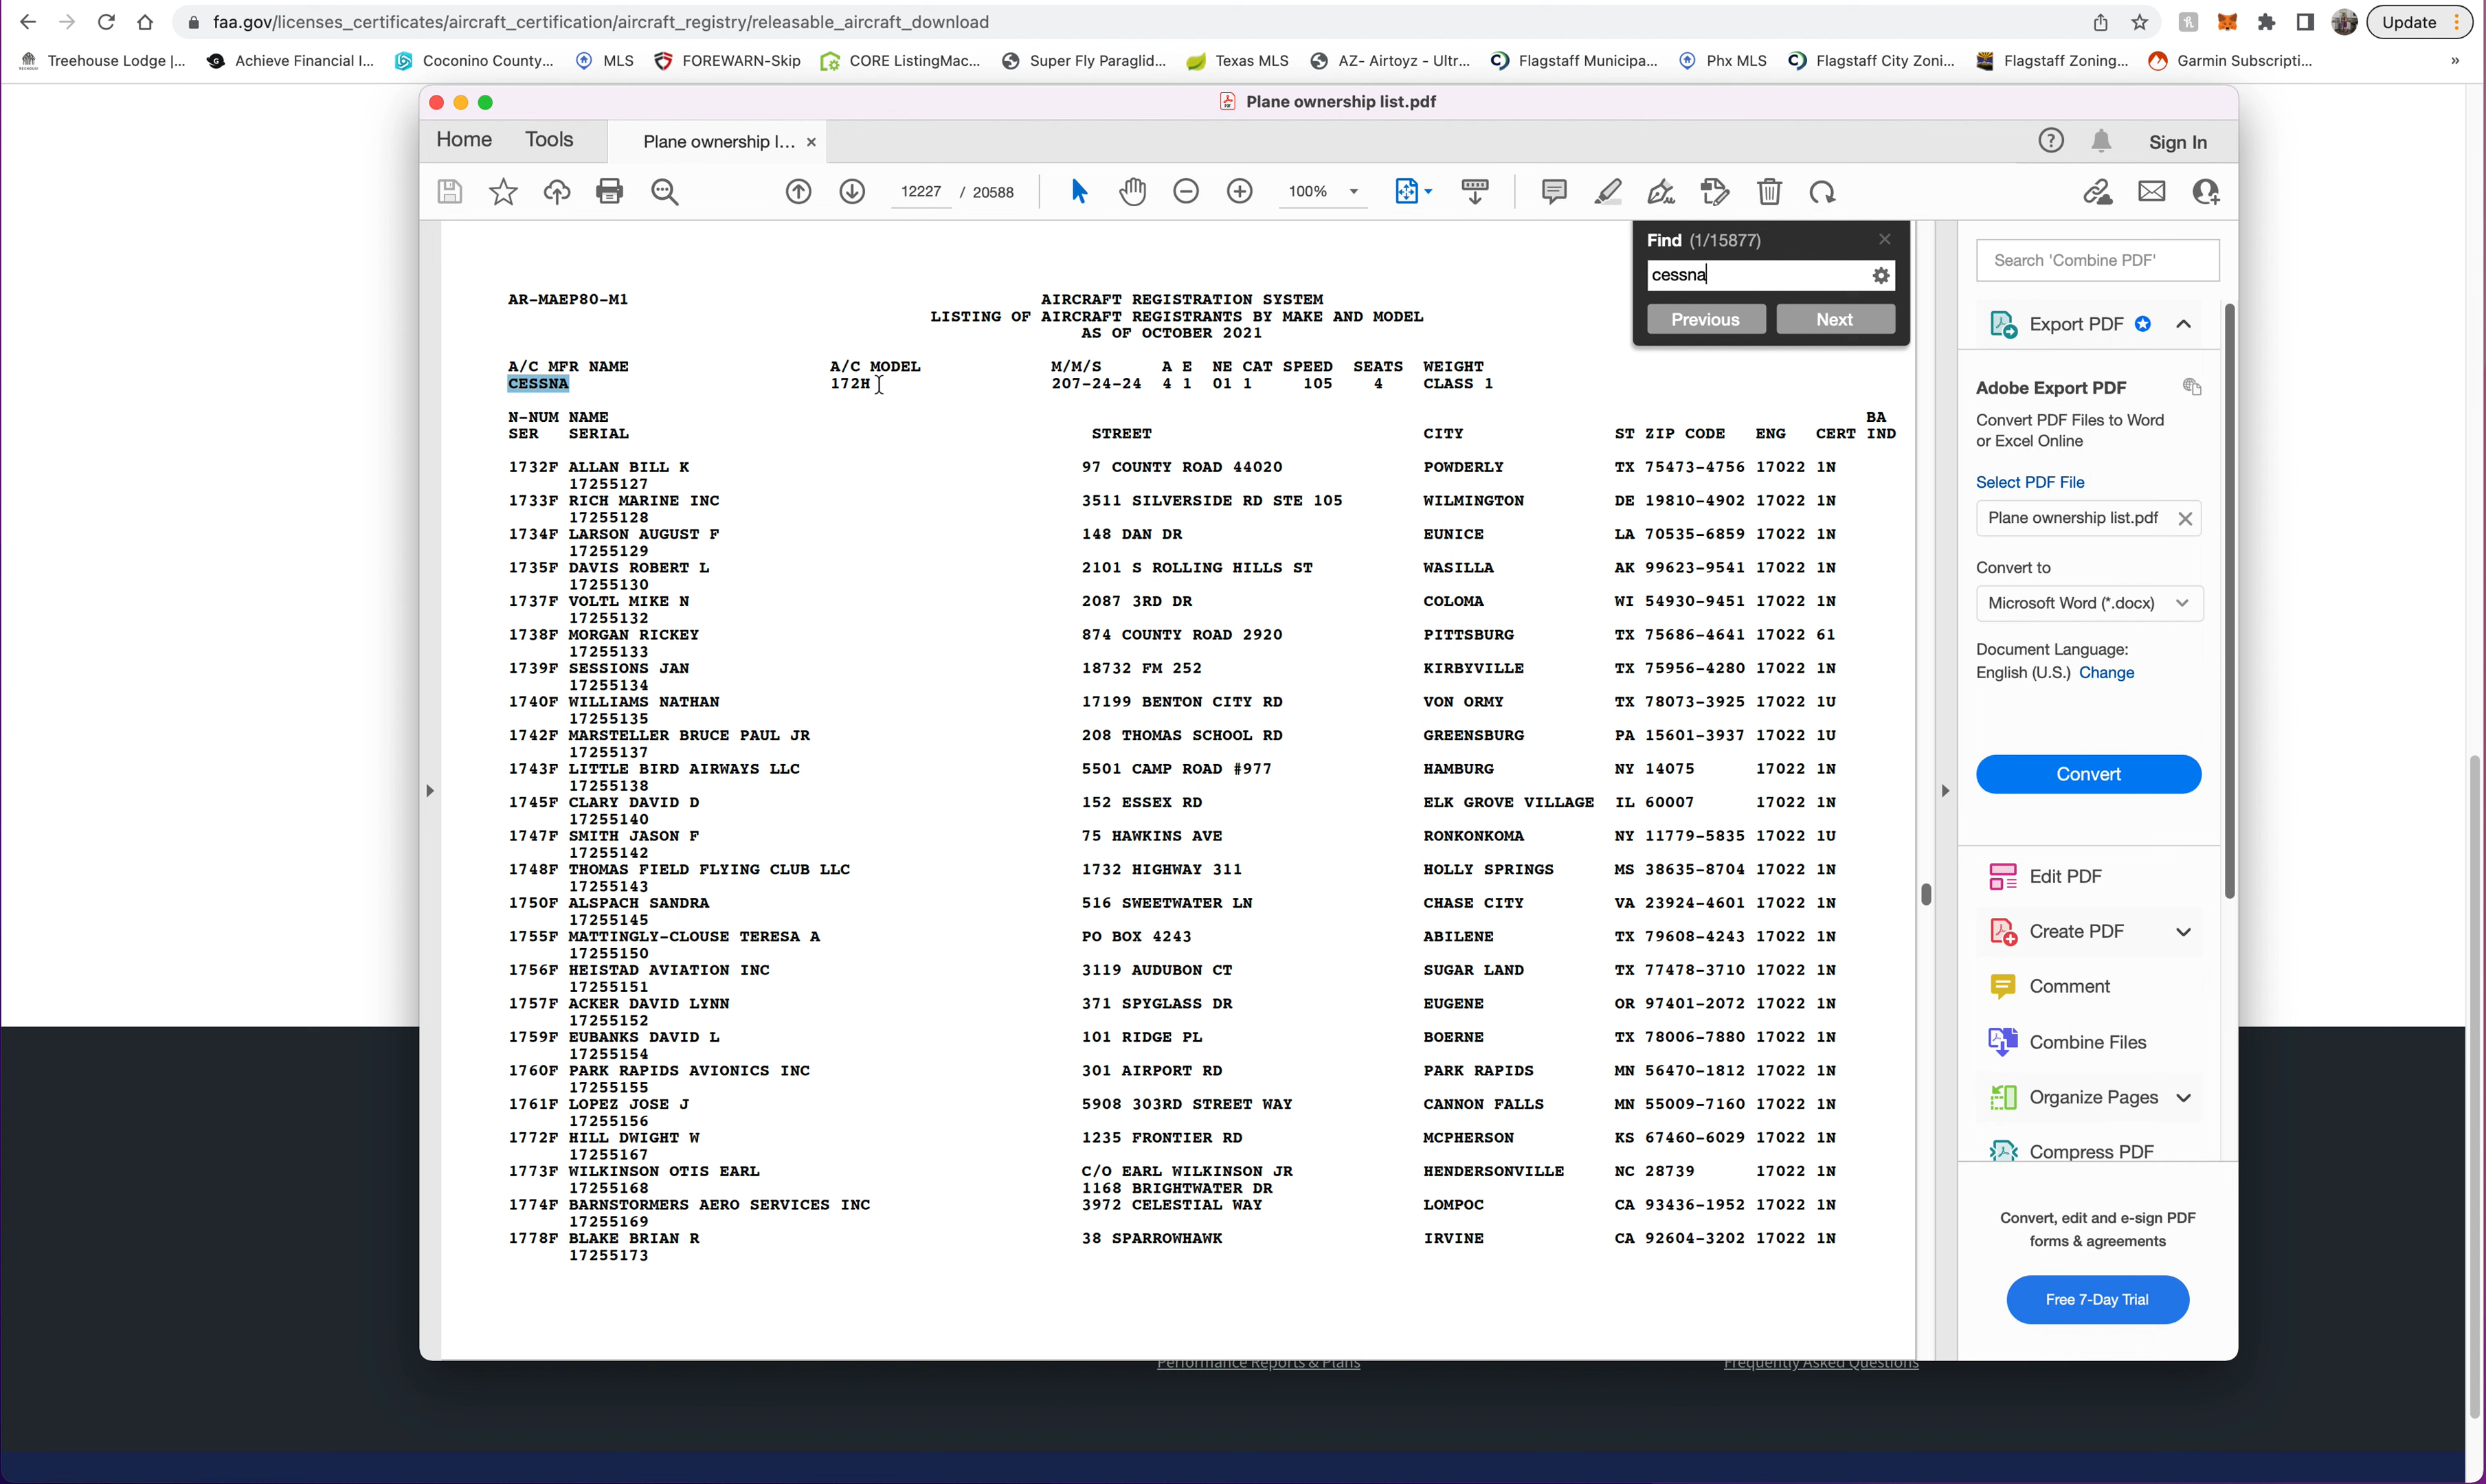 faa.gov/licenses_certificates/aircraft_certification/aircraft_registry/releasable_aircraft_download Update
Treehouse Lodge |... Achieve Financial I... Coconino County... MLS FOREWARN-Skip CORE ListingMac... Super Fly Paraglid... Texas MLS AZ- Airtoyz - Ultr... Flagstaff Municipa... Phx MLS Flagstaff City Zoni... Flagstaff Zoning... Garmin Subscripti... »
Plane ownership list.pdf
Home Tools Plane ownership l... × Sign In
12227 / 20588 100%
Find (1/15877)
cessna
Previous Next
AR-MAEP80-M1 AIRCRAFT REGISTRATION SYSTEM
LISTING OF AIRCRAFT REGISTRANTS BY MAKE AND MODEL
AS OF OCTOBER 2021
A/C MFR NAME A/C MODEL M/M/S A E NE CAT SPEED SEATS WEIGHT
CESSNA 172H 207-24-24 4 1 01 1 105 4 CLASS 1
N-NUM NAME BA
SER SERIAL STREET CITY ST ZIP CODE ENG CERT IND
1732F ALLAN BILL K 97 COUNTY ROAD 44020 POWDERLY TX 75473-4756 17022 1N
17255127
1733F RICH MARINE INC 3511 SILVERSIDE RD STE 105 WILMINGTON DE 19810-4902 17022 1N
17255128
1734F LARSON AUGUST F 148 DAN DR EUNICE LA 70535-6859 17022 1N
17255129
1735F DAVIS ROBERT L 2101 S ROLLING HILLS ST WASILLA AK 99623-9541 17022 1N
17255130
1737F VOLTL MIKE N 2087 3RD DR COLOMA WI 54930-9451 17022 1N
17255132
1738F MORGAN RICKEY 874 COUNTY ROAD 2920 PITTSBURG TX 75686-4641 17022 61
17255133
1739F SESSIONS JAN 18732 FM 252 KIRBYVILLE TX 75956-4280 17022 1N
17255134
1740F WILLIAMS NATHAN 17199 BENTON CITY RD VON ORMY TX 78073-3925 17022 1U
17255135
1742F MARSTELLER BRUCE PAUL JR 208 THOMAS SCHOOL RD GREENSBURG PA 15601-3937 17022 1U
17255137
1743F LITTLE BIRD AIRWAYS LLC 5501 CAMP ROAD #977 HAMBURG NY 14075 17022 1N
17255138
1745F CLARY DAVID D 152 ESSEX RD ELK GROVE VILLAGE IL 60007 17022 1N
17255140
1747F SMITH JASON F 75 HAWKINS AVE RONKONKOMA NY 11779-5835 17022 1U
17255142
1748F THOMAS FIELD FLYING CLUB LLC 1732 HIGHWAY 311 HOLLY SPRINGS MS 38635-8704 17022 1N
17255143
1750F ALSPACH SANDRA 516 SWEETWATER LN CHASE CITY VA 23924-4601 17022 1N
17255145
1755F MATTINGLY-CLOUSE TERESA A PO BOX 4243 ABILENE TX 79608-4243 17022 1N
17255150
1756F HEISTAD AVIATION INC 3119 AUDUBON CT SUGAR LAND TX 77478-3710 17022 1N
17255151
1757F ACKER DAVID LYNN 371 SPYGLASS DR EUGENE OR 97401-2072 17022 1N
17255152
1759F EUBANKS DAVID L 101 RIDGE PL BOERNE TX 78006-7880 17022 1N
17255154
1760F PARK RAPIDS AVIONICS INC 301 AIRPORT RD PARK RAPIDS MN 56470-1812 17022 1N
17255155
1761F LOPEZ JOSE J 5908 303RD STREET WAY CANNON FALLS MN 55009-7160 17022 1N
17255156
1772F HILL DWIGHT W 1235 FRONTIER RD MCPHERSON KS 67460-6029 17022 1N
17255167
1773F WILKINSON OTIS EARL C/O EARL WILKINSON JR HENDERSONVILLE NC 28739 17022 1N
17255168 1168 BRIGHTWATER DR
1774F BARNSTORMERS AERO SERVICES INC 3972 CELESTIAL WAY LOMPOC CA 93436-1952 17022 1N
17255169
1778F BLAKE BRIAN R 38 SPARROWHAWK IRVINE CA 92604-3202 17022 1N
17255173
Search 'Combine PDF'
Export PDF
Adobe Export PDF
Convert PDF Files to Word
or Excel Online
Select PDF File
Plane ownership list.pdf
Convert to
Microsoft Word (*.docx)
Document Language:
English (U.S.) Change
Convert
Edit PDF
Create PDF
Comment
Combine Files
Organize Pages
Compress PDF
Convert, edit and e-sign PDF
forms & agreements
Free 7-Day Trial
Performance Reports & Plans Frequently Asked Questions